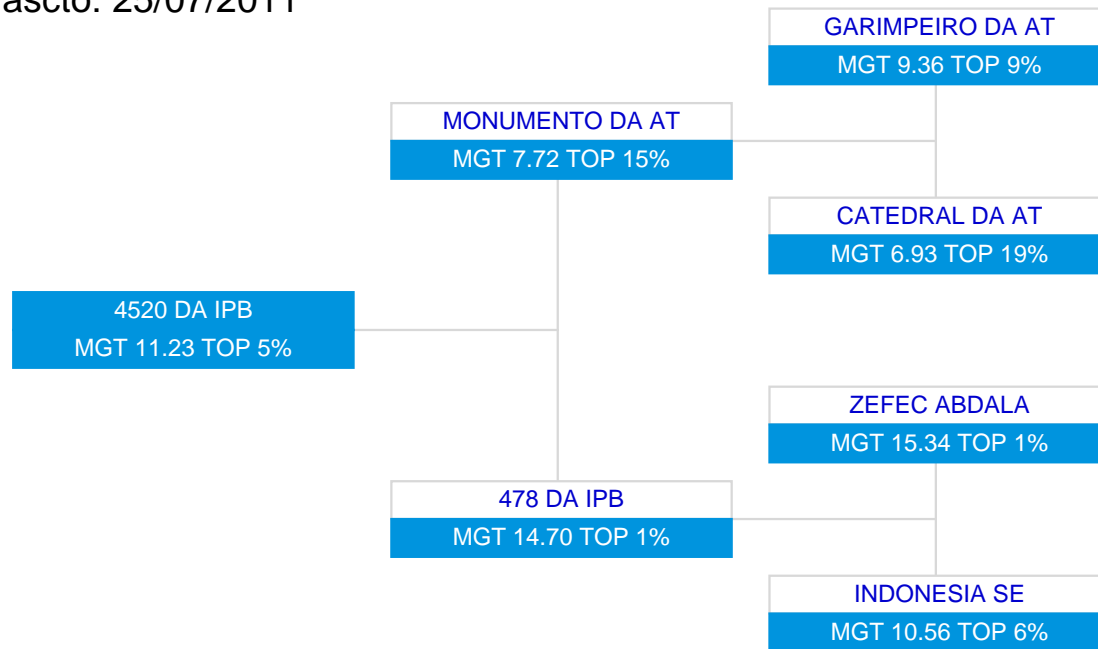 ascto: 25/07/2011
GARIMPEIRO DA AT
MGT 9.36 TOP 9%
MONUMENTO DA AT
MGT 7.72 TOP 15%
CATEDRAL DA AT
MGT 6.93 TOP 19%
4520 DA IPB
MGT 11.23 TOP 5%
ZEFEC ABDALA
MGT 15.34 TOP 1%
478 DA IPB
MGT 14.70 TOP 1%
INDONESIA SE
MGT 10.56 TOP 6%